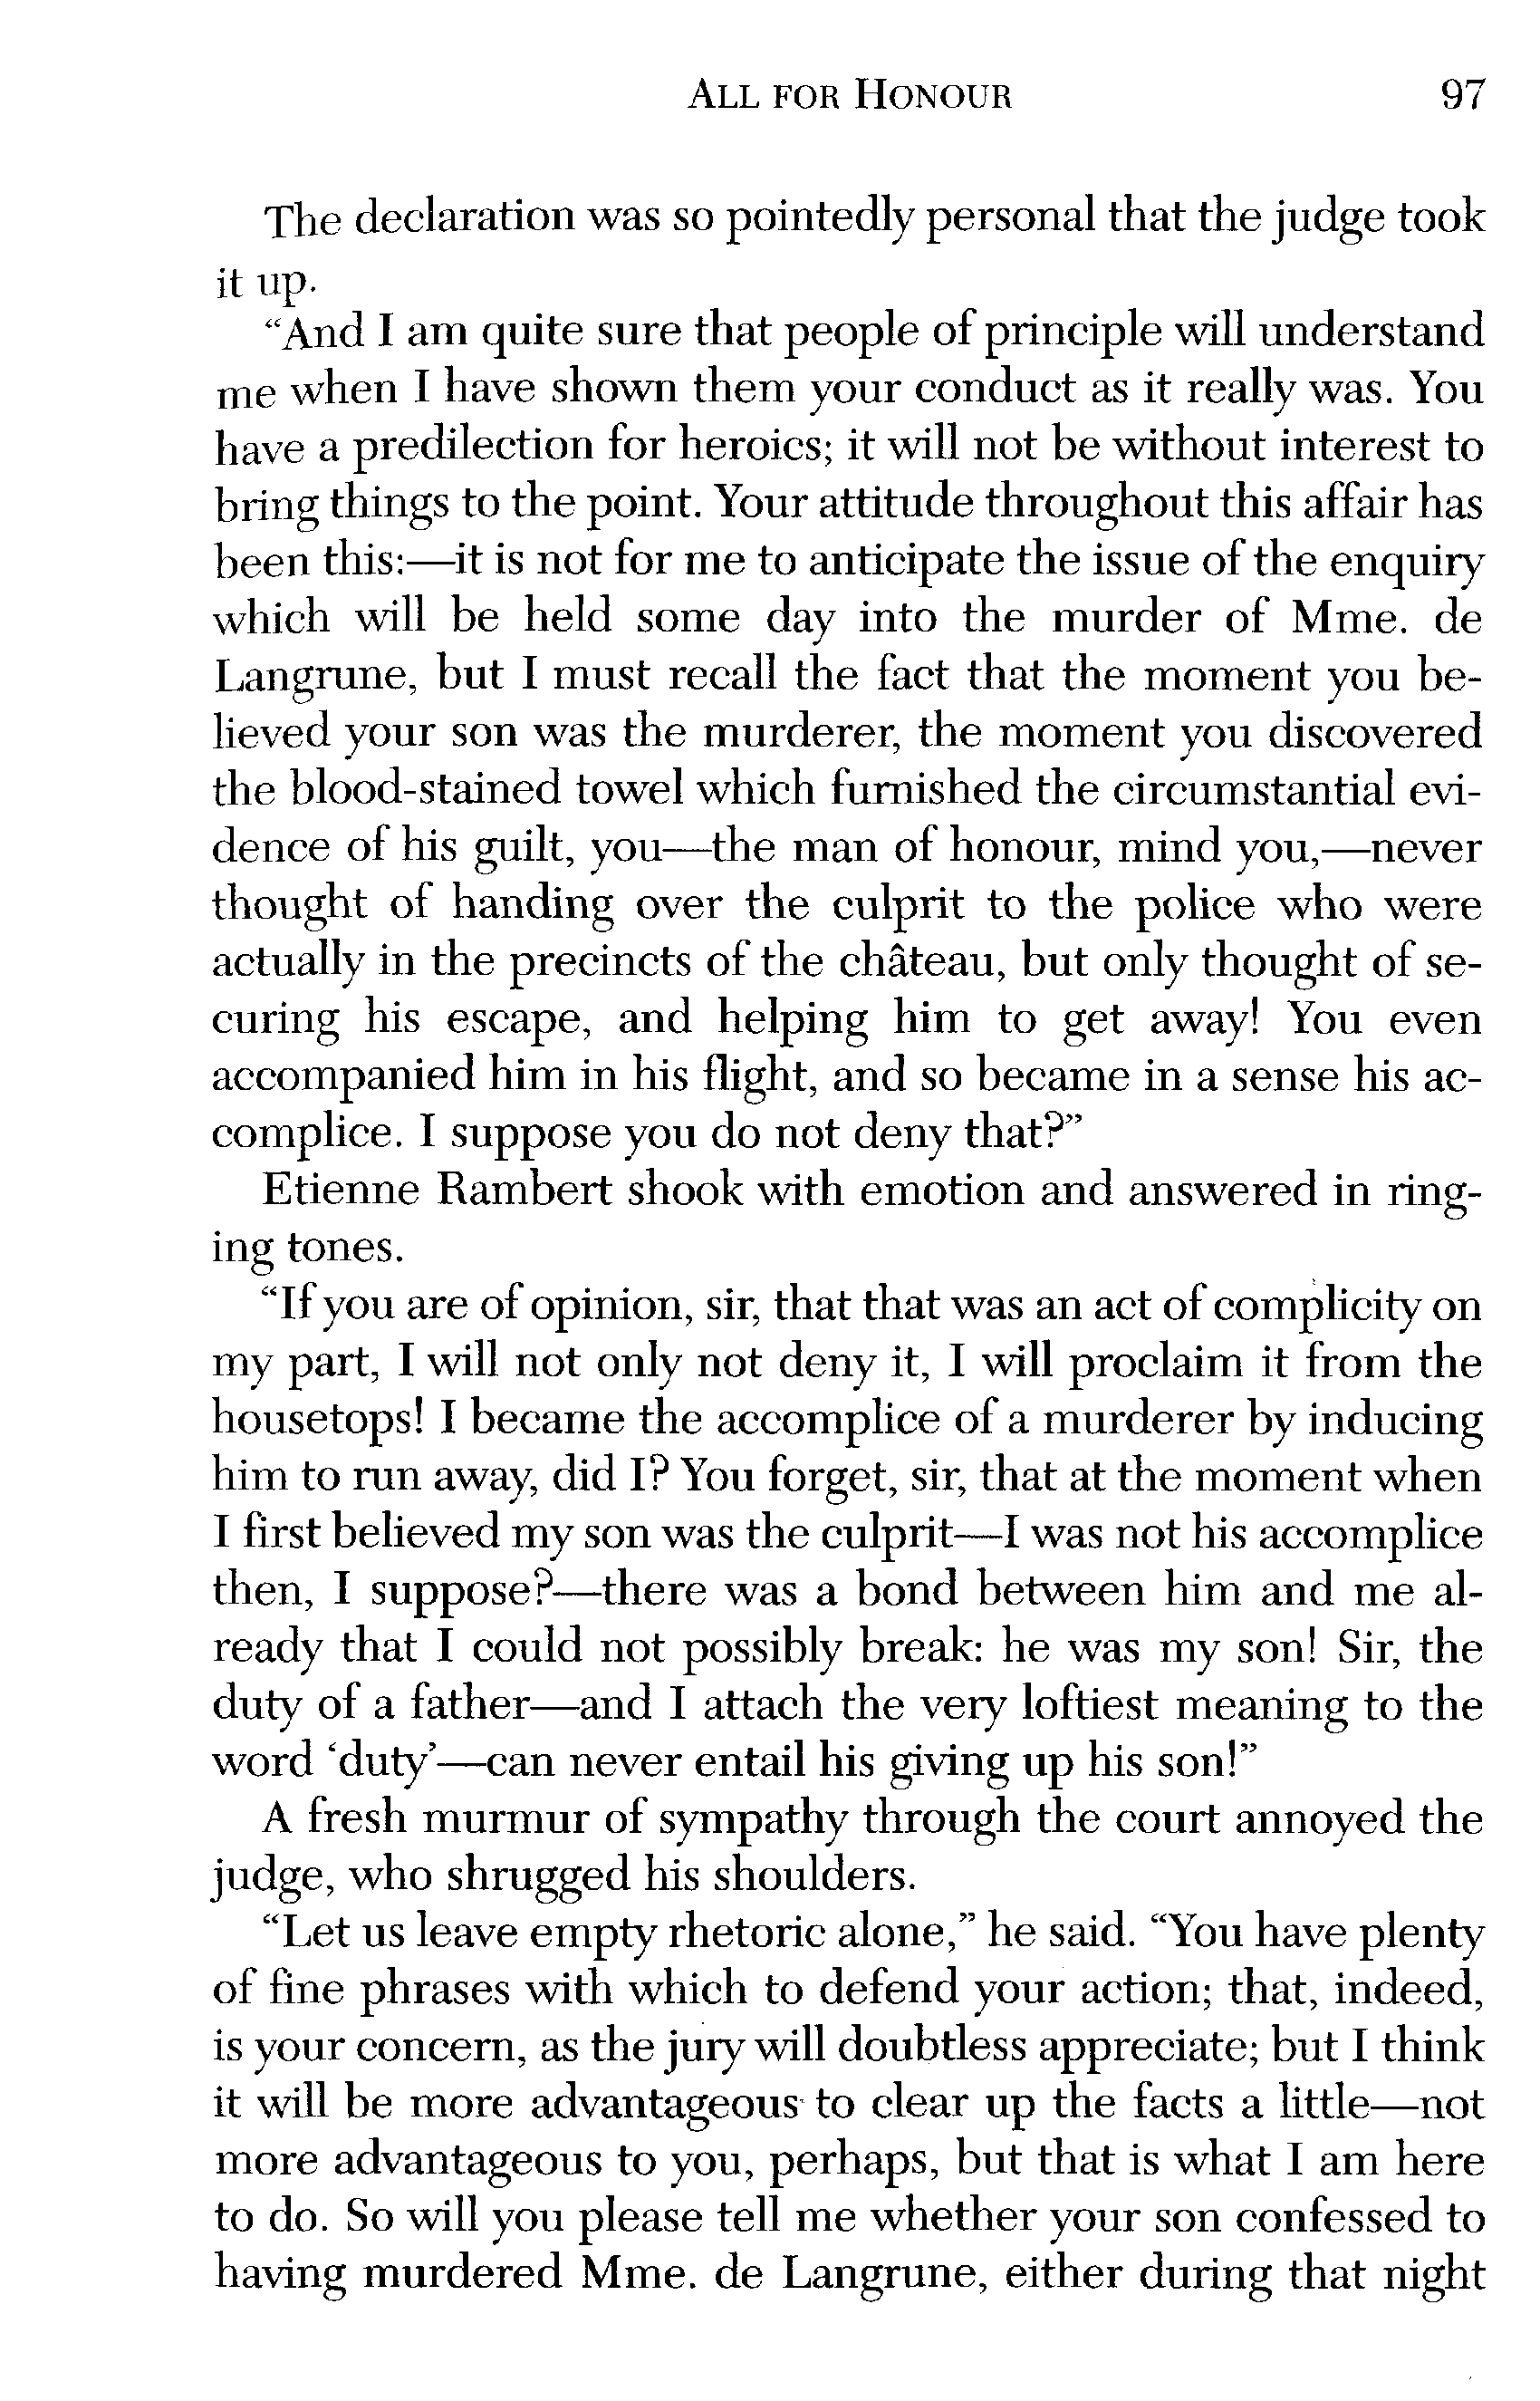 ALL FOR HONOUR 97
The declaration was so pointedly personal that the judge took
it up.
“And I am quite sure that people of principle will understand
me when I have shown them your conduct as it really was. You
have a predilection for heroics; it will not be without interest to
bring things to the point. Your attitude throughout this affair has
been this:—it is not for me to anticipate the issue of the enquiry
which will be held some day into the murder of Mme. de
Langrune, but I must recall the fact that the moment you be-
lieved your son was the murderer, the moment you discovered
the blood-stained towel which furnished the circumstantial evi-
dence of his guilt, you—the man of honour, mind you,—never
thought of handing over the culprit to the police who were
actually in the precincts of the château, but only thought of se-
curing his escape, and helping him to get away! You even
accompanied him in his flight, and so became in a sense his ac-
complice. I suppose you do not deny that?”
Etienne Rambert shook with emotion and answered in ring-
ing tones.
“If you are of opinion, sir, that that was an act of complicity on
my part, I will not only not deny it, I will proclaim it from the
housetops! I became the accomplice of a murderer by inducing
him to run away, did I? You forget, sir, that at the moment when
I first believed my son was the culprit—I was not his accomplice
then, I suppose?—there was a bond between him and me al-
ready that I could not possibly break: he was my son! Sir, the
duty of a father—and I attach the very loftiest meaning to the
word ‘duty’—can never entail his giving up his son!”
A fresh murmur of sympathy through the court annoyed the
judge, who shrugged his shoulders.
“Let us leave empty rhetoric alone,” he said. “You have plenty
of fine phrases with which to defend your action; that, indeed,
is your concern, as the jury will doubtless appreciate; but I think
it will be more advantageous to clear up the facts a little—not
more advantageous to you, perhaps, but that is what I am here
to do. So will you please tell me whether your son confessed to
having murdered Mme. de Langrune, either during that night